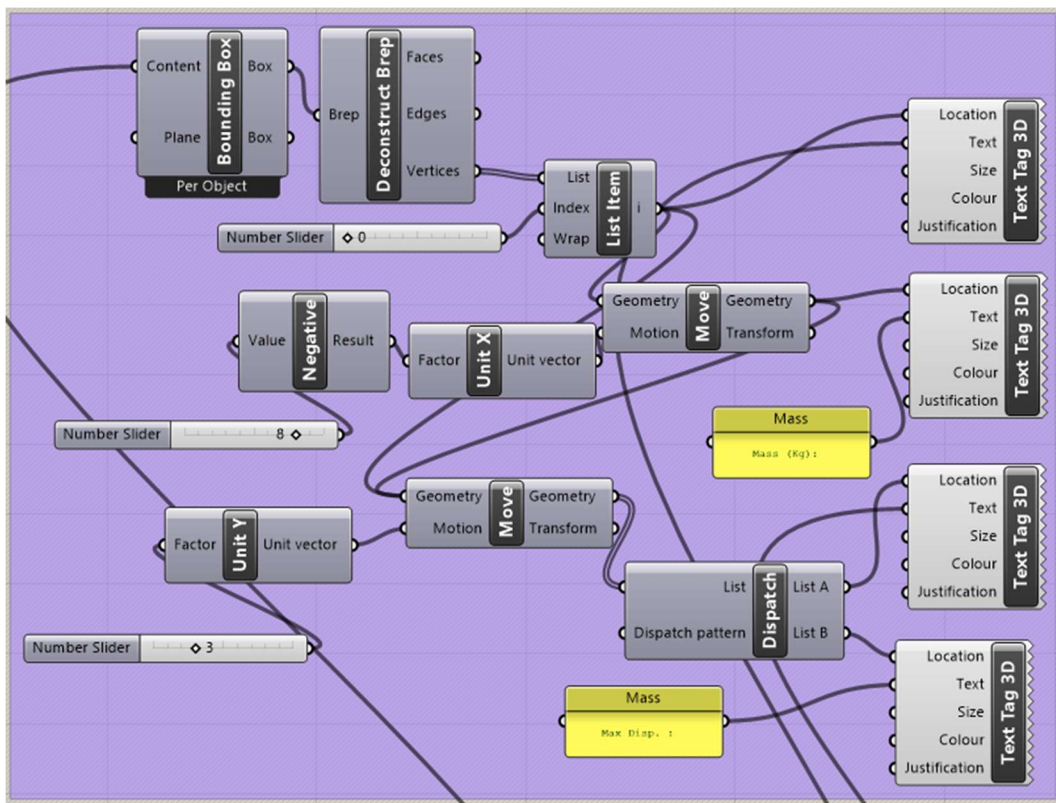 Content
Plane
Bounding Box
Box
Box
Per Object
Brep
Deconstruct Brep
Faces
Edges
Vertices
Number Slider
0
List
Index
Wrap
List Item
i
Location
Text
Size
Colour
Justification
Text Tag 3D
Value
Negative
Result
Factor
Unit X
Unit vector
Geometry
Motion
Move
Geometry
Transform
Location
Text
Size
Colour
Justification
Text Tag 3D
Number Slider
8
Mass
Mass (Kg):
Geometry
Motion
Move
Geometry
Transform
Location
Text
Size
Colour
Justification
Text Tag 3D
Factor
Unit Y
Unit vector
List
Dispatch pattern
Dispatch
List A
List B
Number Slider
3
Mass
Max Disp. :
Location
Text
Size
Colour
Justification
Text Tag 3D